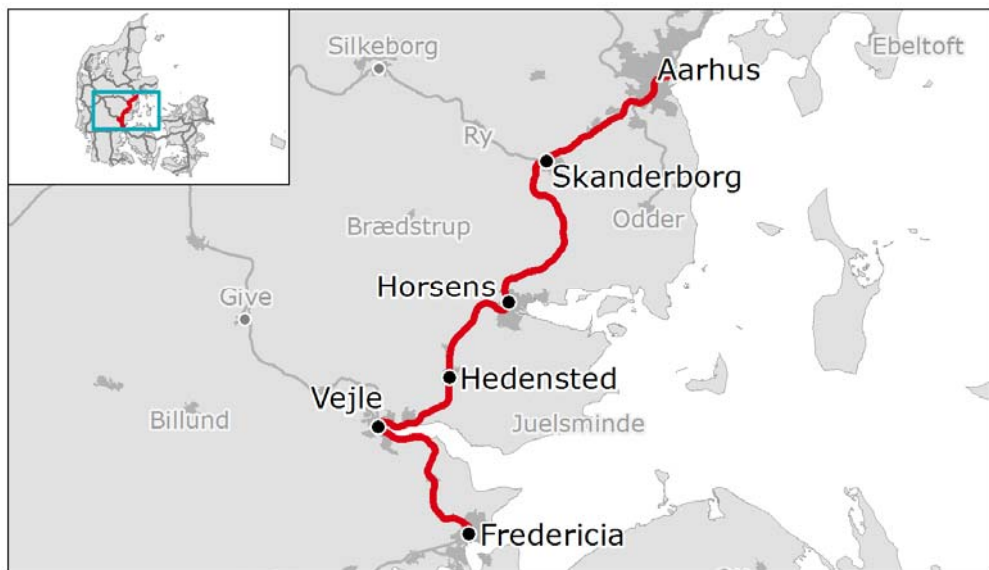 Silkeborg
Ebeltoft
Aarhus
Ry
Skanderborg
Brædstrup
Odder
Horsens
Give
Hedensted
Vejle
Billund
Juelsminde
Fredericia